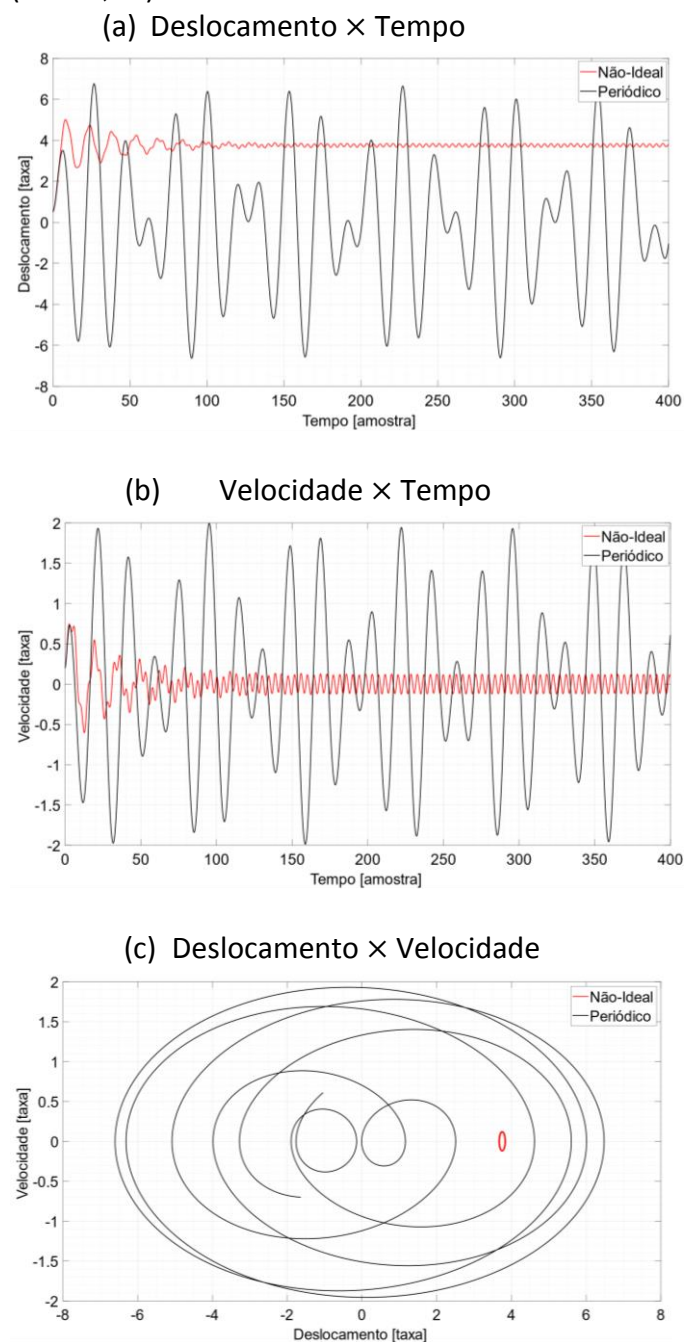 (a) Deslocamento × Tempo
8
6
4
2
0
-2
-4
-6
-8
Deslocamento [taxa]
Não-Ideal
Periódico
0 50 100 150 200 250 300 350 400
Tempo [amostra]
(b) Velocidade × Tempo
2
1.5
1
0.5
0
-0.5
-1
-1.5
-2
Velocidade [taxa]
Não-Ideal
Periódico
0 50 100 150 200 250 300 350 400
Tempo [amostra]
(c) Deslocamento × Velocidade
2
1.5
1
0.5
0
-0.5
-1
-1.5
-2
Velocidade [taxa]
Não-Ideal
Periódico
-8 -6 -4 -2 0 2 4 6 8
Deslocamento [taxa]